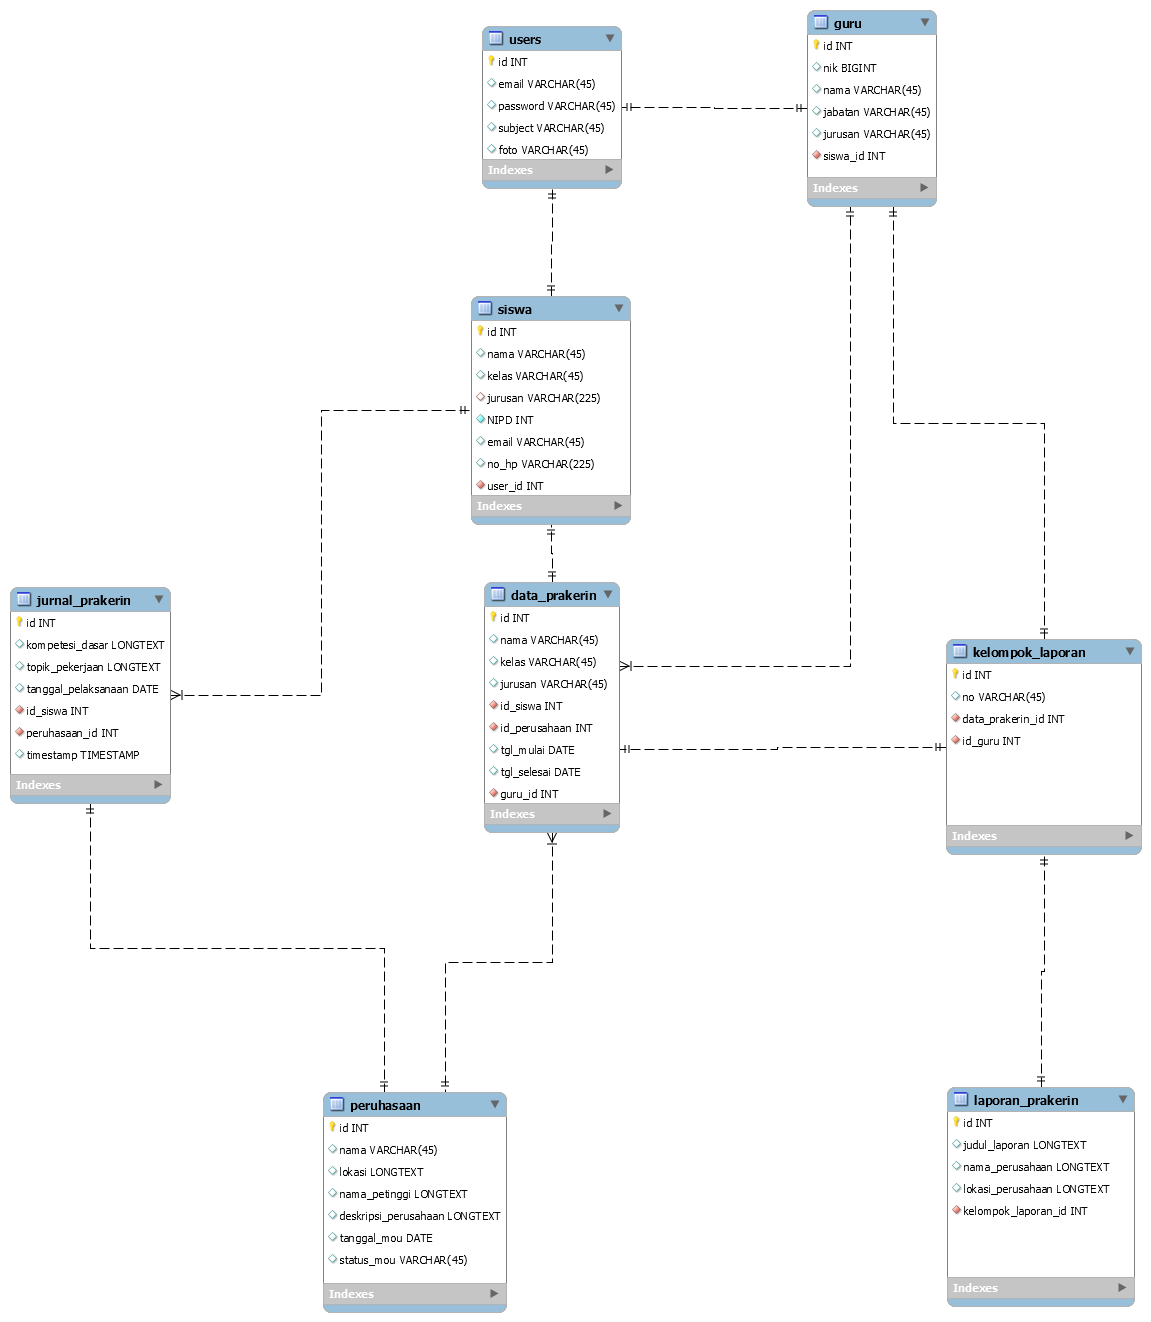 users
id INT
email VARCHAR(45)
password VARCHAR(45)
subject VARCHAR(45)
foto VARCHAR(45)
Indexes
guru
id INT
nik BIGINT
nama VARCHAR(45)
jabatan VARCHAR(45)
jurusan VARCHAR(45)
siswa_id INT
Indexes
siswa
id INT
nama VARCHAR(45)
kelas VARCHAR(45)
jurusan VARCHAR(225)
NIPD INT
email VARCHAR(45)
no_hp VARCHAR(225)
user_id INT
Indexes
jurnal_prakerin
id INT
kompetesi_dasar LONGTEXT
topik_pekerjaan LONGTEXT
tanggal_pelaksanaan DATE
id_siswa INT
peruhasaan_id INT
timestamp TIMESTAMP
Indexes
data_prakerin
id INT
nama VARCHAR(45)
kelas VARCHAR(45)
jurusan VARCHAR(45)
id_siswa INT
id_perusahaan INT
tgl_mulai DATE
tgl_selesai DATE
guru_id INT
Indexes
kelompok_laporan
id INT
no VARCHAR(45)
data_prakerin_id INT
id_guru INT
Indexes
peruhasaan
id INT
nama VARCHAR(45)
lokasi LONGTEXT
nama_petinggi LONGTEXT
deskripsi_perusahaan LONGTEXT
tanggal_mou DATE
status_mou VARCHAR(45)
Indexes
laporan_prakerin
id INT
judul_laporan LONGTEXT
nama_perusahaan LONGTEXT
lokasi_perusahaan LONGTEXT
kelompok_laporan_id INT
Indexes